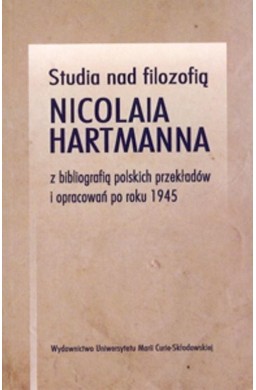 Studia nad filozofią
NICOLAIA
HARTMANNA
z bibliografią polskich przekładów
i opracowań po roku 1945
Wydawnictwo Uniwersytetu Marii Curie-Skłodowskiej